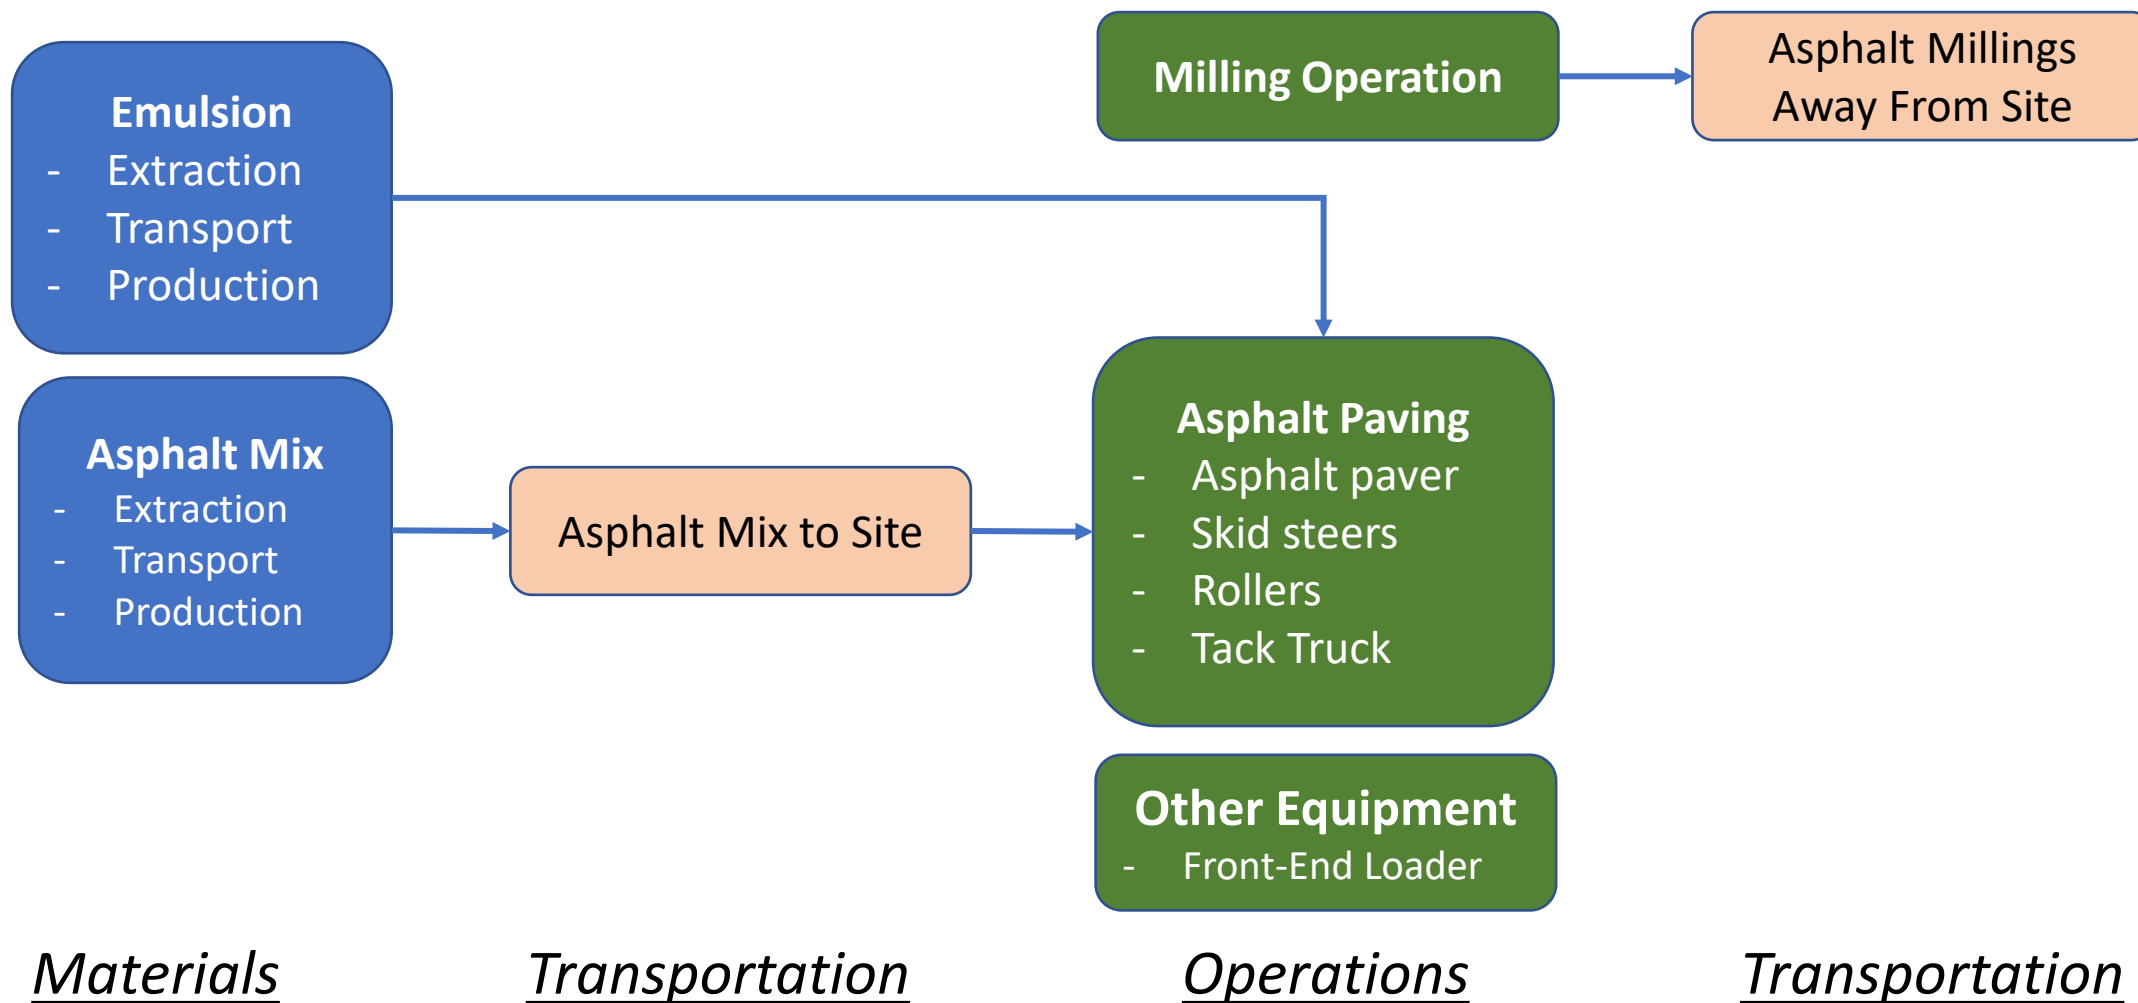 Emulsion
- Extraction
- Transport
- Production
Asphalt Mix
- Extraction
- Transport
- Production
Asphalt Mix to Site
Milling Operation
Asphalt Millings
Away From Site
Asphalt Paving
- Asphalt paver
- Skid steers
- Rollers
- Tack Truck
Other Equipment
- Front-End Loader
Materials
Transportation
Operations
Transportation